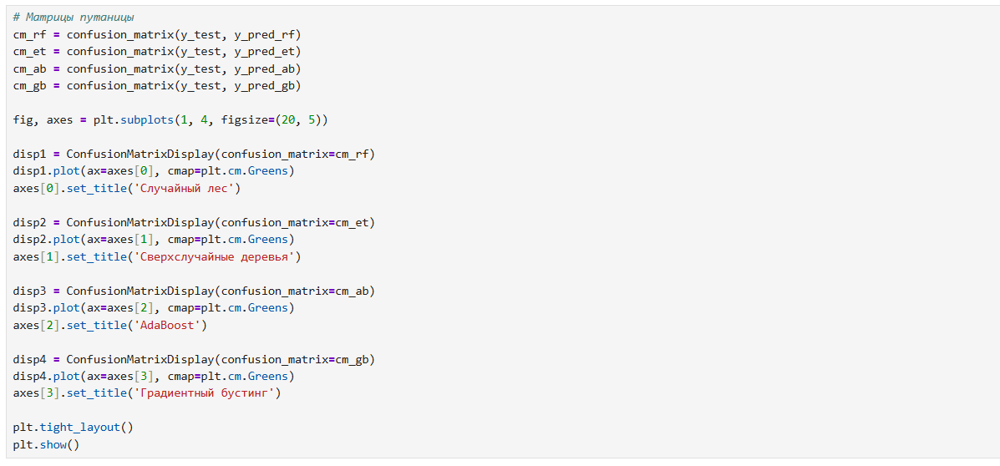 # Матрицы путаницы
cm_rf = confusion_matrix(y_test, y_pred_rf)
cm_et = confusion_matrix(y_test, y_pred_et)
cm_ab = confusion_matrix(y_test, y_pred_ab)
cm_gb = confusion_matrix(y_test, y_pred_gb)
fig, axes = plt.subplots(1, 4, figsize=(20, 5))
disp1 = ConfusionMatrixDisplay(confusion_matrix=cm_rf)
disp1.plot(ax=axes[0], cmap=plt.cm.Greens)
axes[0].set_title('Случайный лес')
disp2 = ConfusionMatrixDisplay(confusion_matrix=cm_et)
disp2.plot(ax=axes[1], cmap=plt.cm.Greens)
axes[1].set_title('Сверхслучайные деревья')
disp3 = ConfusionMatrixDisplay(confusion_matrix=cm_ab)
disp3.plot(ax=axes[2], cmap=plt.cm.Greens)
axes[2].set_title('AdaBoost')
disp4 = ConfusionMatrixDisplay(confusion_matrix=cm_gb)
disp4.plot(ax=axes[3], cmap=plt.cm.Greens)
axes[3].set_title('Градиентный бустинг')
plt.tight_layout()
plt.show()